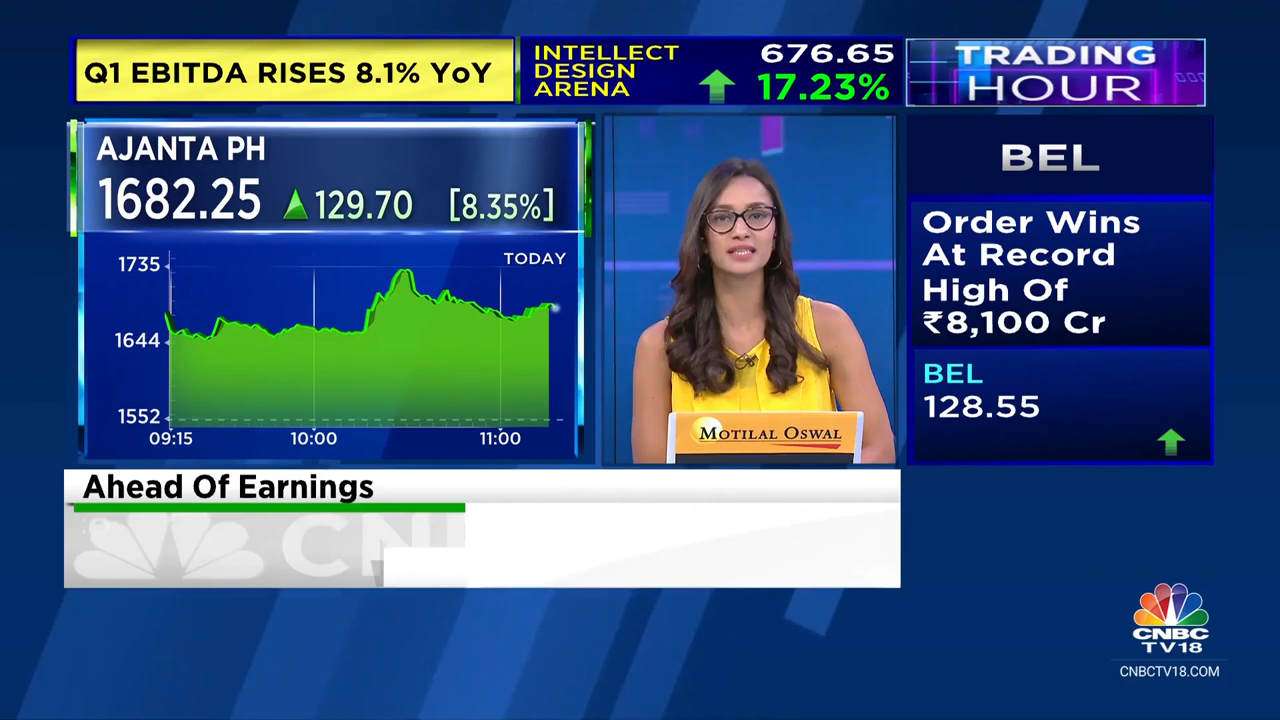 Q1 EBITDA RISES 8.1% YoY
INTELLECT
DESIGN
ARENA
676.65
17.23%
TRADING
HOUR
AJANTA PH
1682.25 129.70 [8.35%]
TODAY
1735
1644
1552
09:15 10:00 11:00
MOTILAL OSWAL
BEL
Order Wins
At Record
High Of
₹8,100 Cr
BEL
128.55
Ahead Of Earnings
CN
CNBC
TV18
CNBCTV18.COM